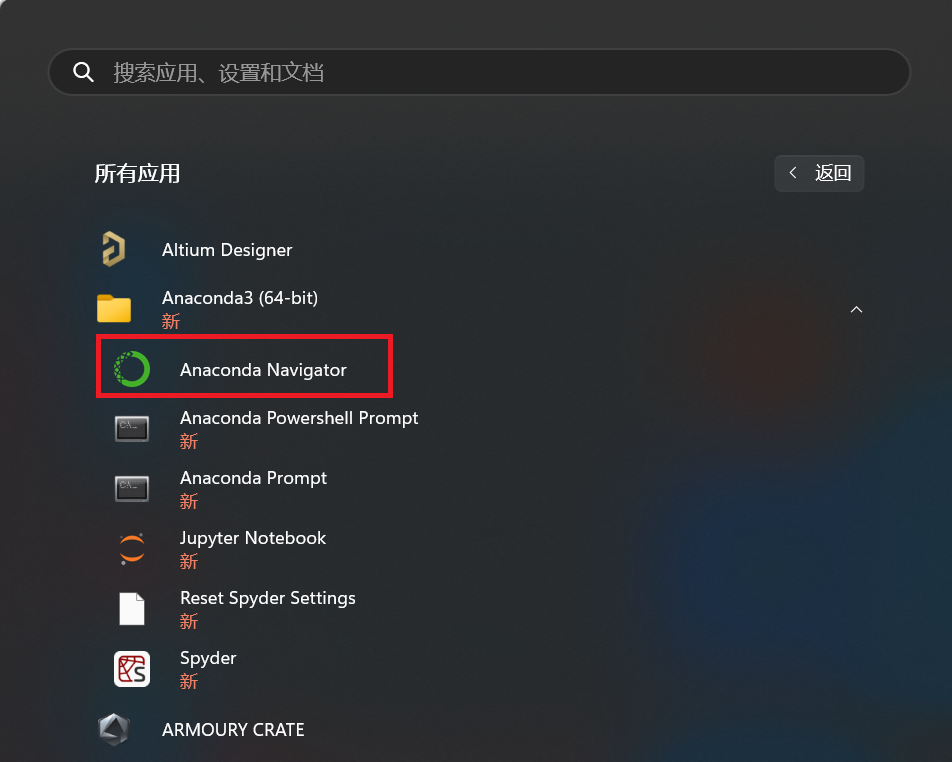 搜索应用、设置和文档
所有应用
返回
Altium Designer
Anaconda3 (64-bit)
新
Anaconda Navigator
Anaconda Powershell Prompt
新
Anaconda Prompt
新
Jupyter Notebook
新
Reset Spyder Settings
新
Spyder
新
ARMOURY CRATE